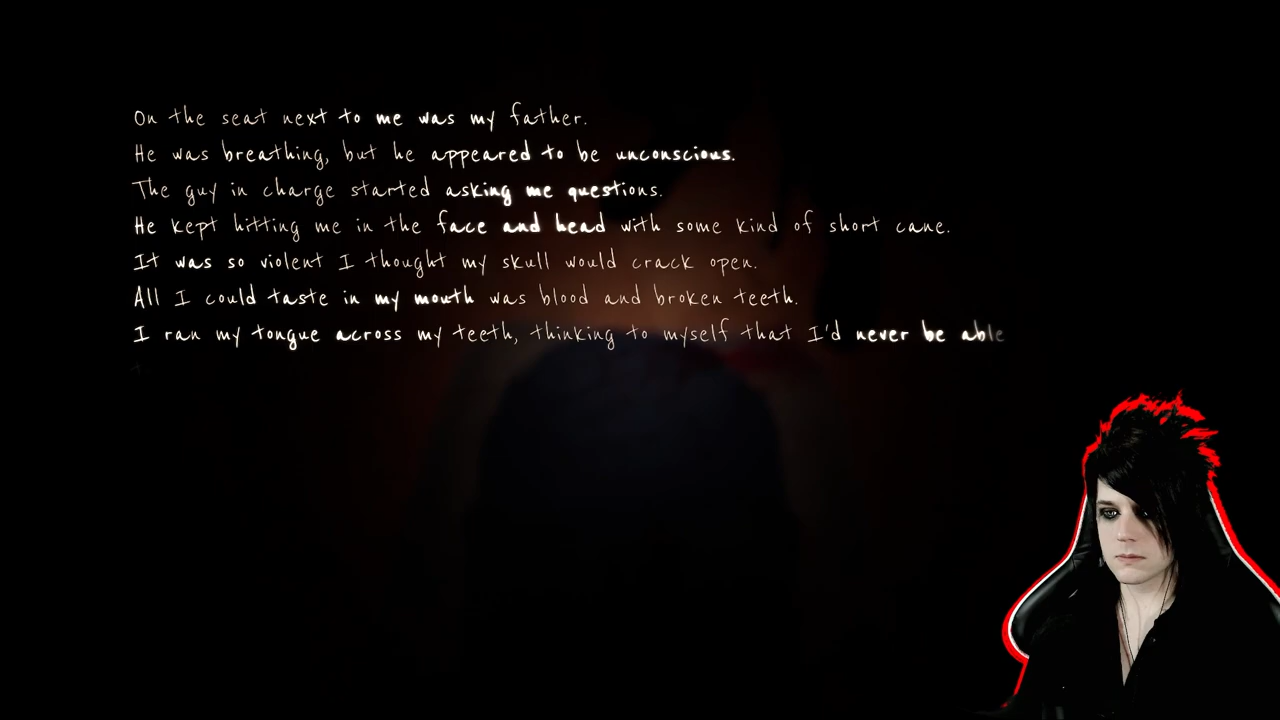 On the seat next to me was my father.
He was breathing, but he appeared to be unconscious.
The guy in charge started asking me questions.
He kept hitting me in the face and head with some kind of short cane.
It was so violent I thought my skull would crack open.
All I could taste in my mouth was blood and broken teeth.
I ran my tongue across my teeth, thinking to myself that I'd never be able